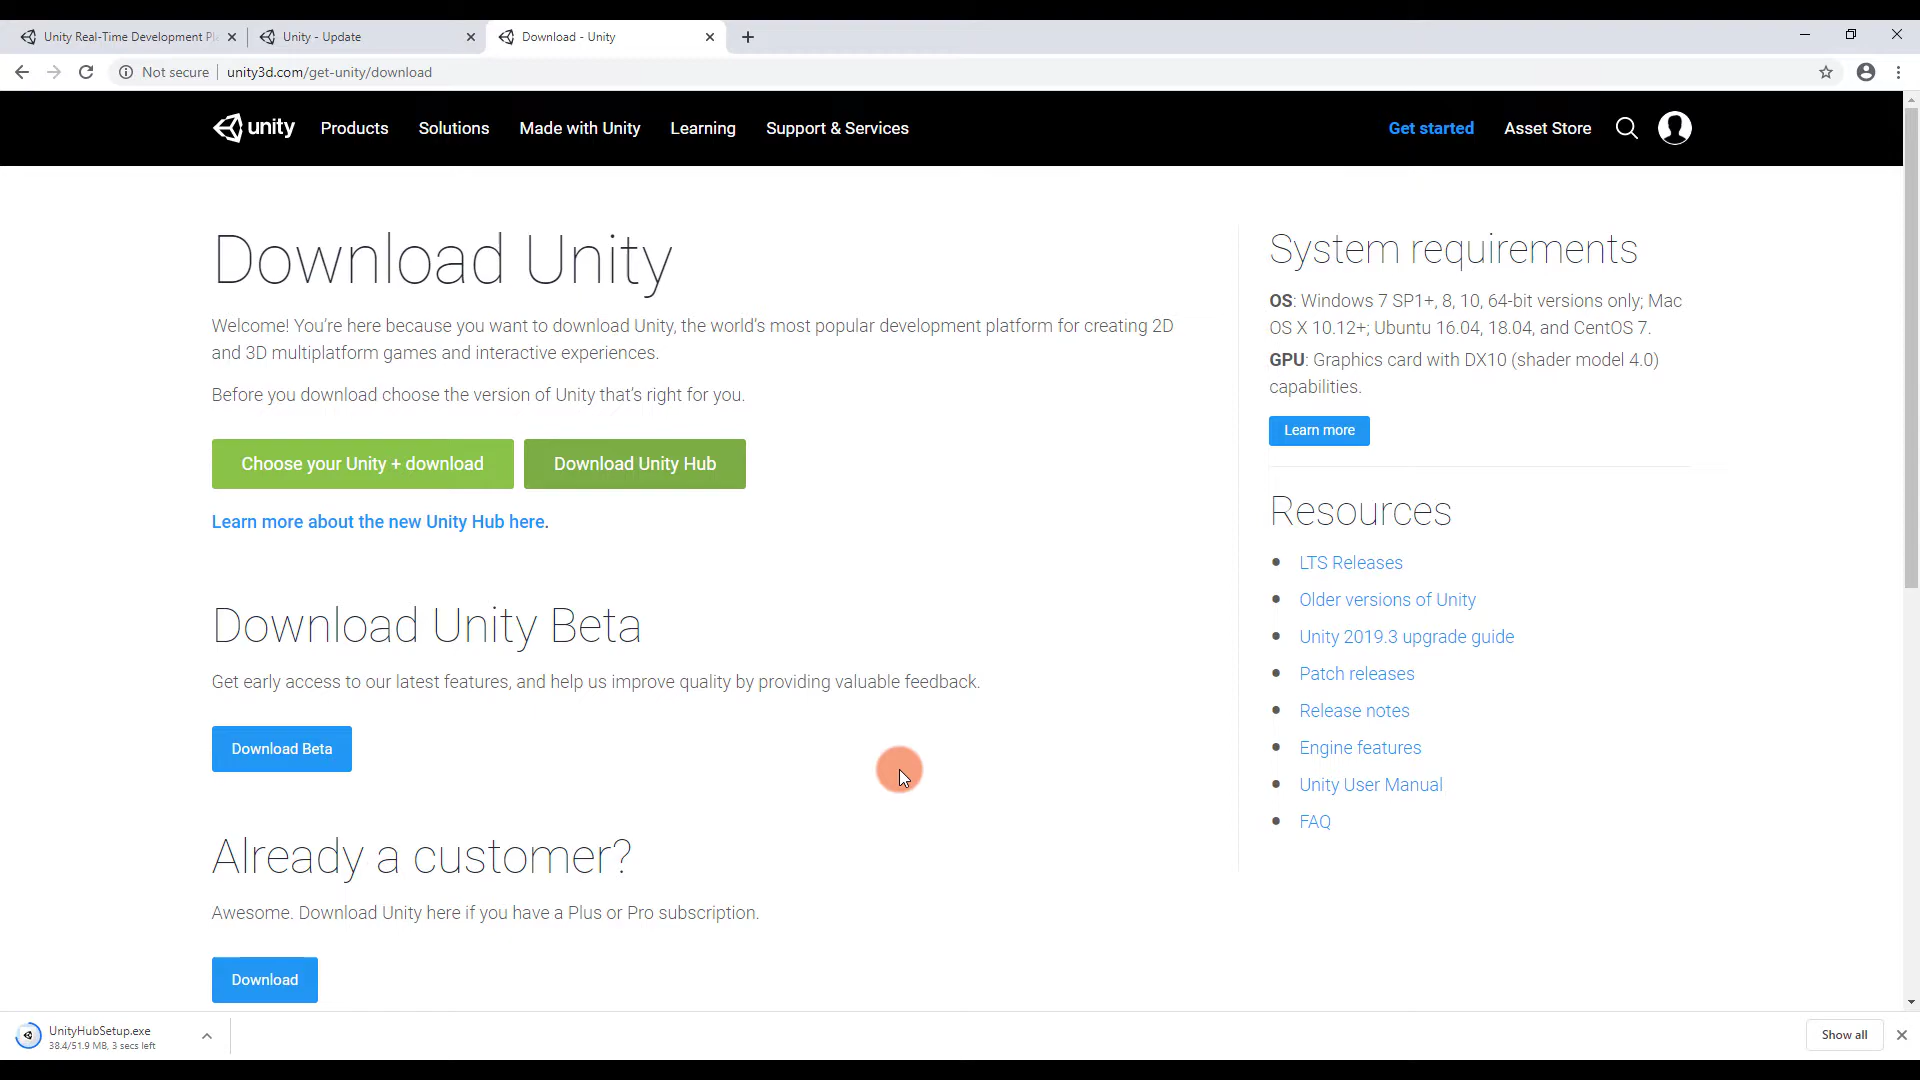 Unity Real-Time Development Pl
Unity - Update
Download - Unity
Not secure
unity3d.com/get-unity/download
unity
Products
Solutions
Made with Unity
Learning
Support & Services
Get started
Asset Store
Download Unity
Welcome! You're here because you want to download Unity, the world's most popular development platform for creating 2D
and 3D multiplatform games and interactive experiences.
Before you download choose the version of Unity that's right for you.
Choose your Unity + download
Download Unity Hub
Learn more about the new Unity Hub here.
Download Unity Beta
Get early access to our latest features, and help us improve quality by providing valuable feedback.
Download Beta
Already a customer?
Awesome. Download Unity here if you have a Plus or Pro subscription.
Download
System requirements
OS: Windows 7 SP1+, 8, 10, 64-bit versions only; Mac
OS X 10.12+; Ubuntu 16.04, 18.04, and CentOS 7.
GPU: Graphics card with DX10 (shader model 4.0)
capabilities.
Learn more
Resources
LTS Releases
Older versions of Unity
Unity 2019.3 upgrade guide
Patch releases
Release notes
Engine features
Unity User Manual
FAQ
UnityHubSetup.exe
38.4/51.9 MB, 3 secs left
Show all